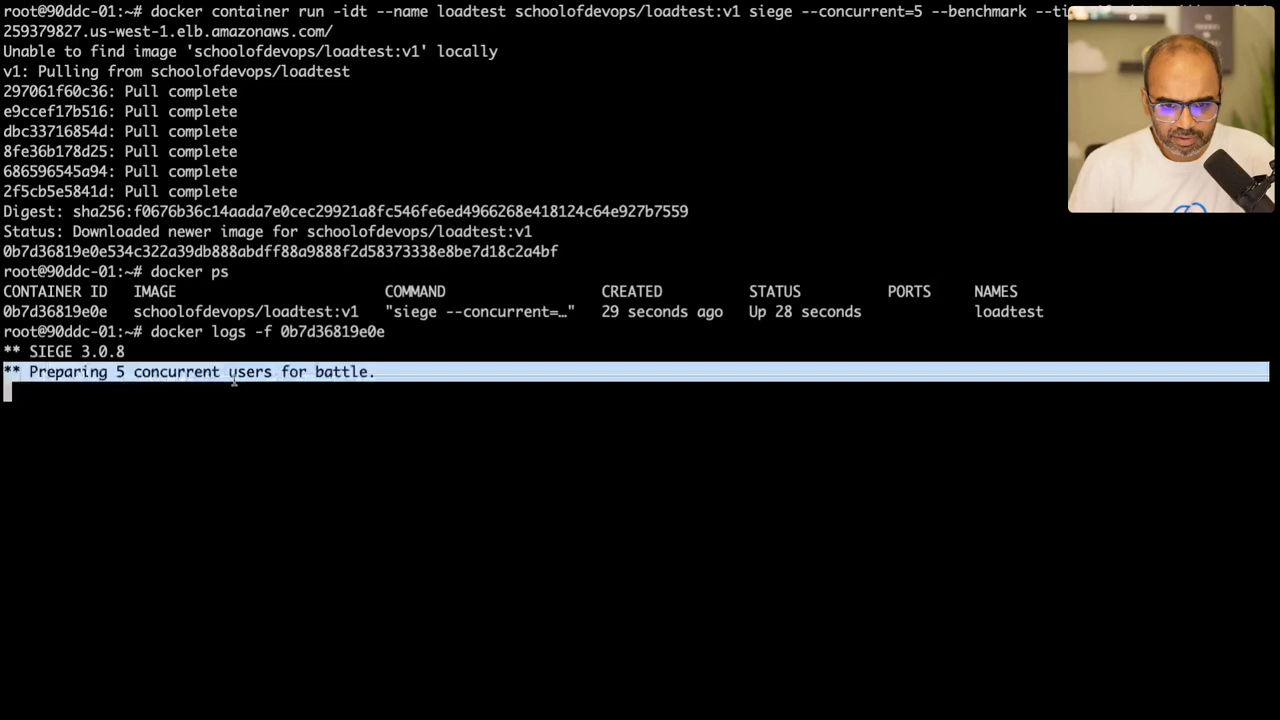 root@90ddc-01:~# docker container run -idt --name loadtest schoolofdevops/loadtest:v1 siege --concurrent=5 --benchmark
259379827.us-west-1.elb.amazonaws.com/
Unable to find image 'schoolofdevops/loadtest:v1' locally
v1: Pulling from schoolofdevops/loadtest
297061f60c36: Pull complete
e9ccef17b516: Pull complete
dbc33716854d: Pull complete
8fe36b178d25: Pull complete
686596545a94: Pull complete
2f5cb5e5841d: Pull complete
Digest: sha256:f0676b36c14aada7e0cec29921a8fc546fe6ed4966268e418124c64e927b7559
Status: Downloaded newer image for schoolofdevops/loadtest:v1
0b7d36819e0e534c322a39db888abdff88a9888f2d58373338e8be7d18c2a4bf
root@90ddc-01:~# docker ps
CONTAINER ID IMAGE COMMAND CREATED STATUS PORTS NAMES
0b7d36819e0e schoolofdevops/loadtest:v1 "siege --concurrent=…" 29 seconds ago Up 28 seconds loadtest
root@90ddc-01:~# docker logs -f 0b7d36819e0e
** SIEGE 3.0.8
** Preparing 5 concurrent users for battle.